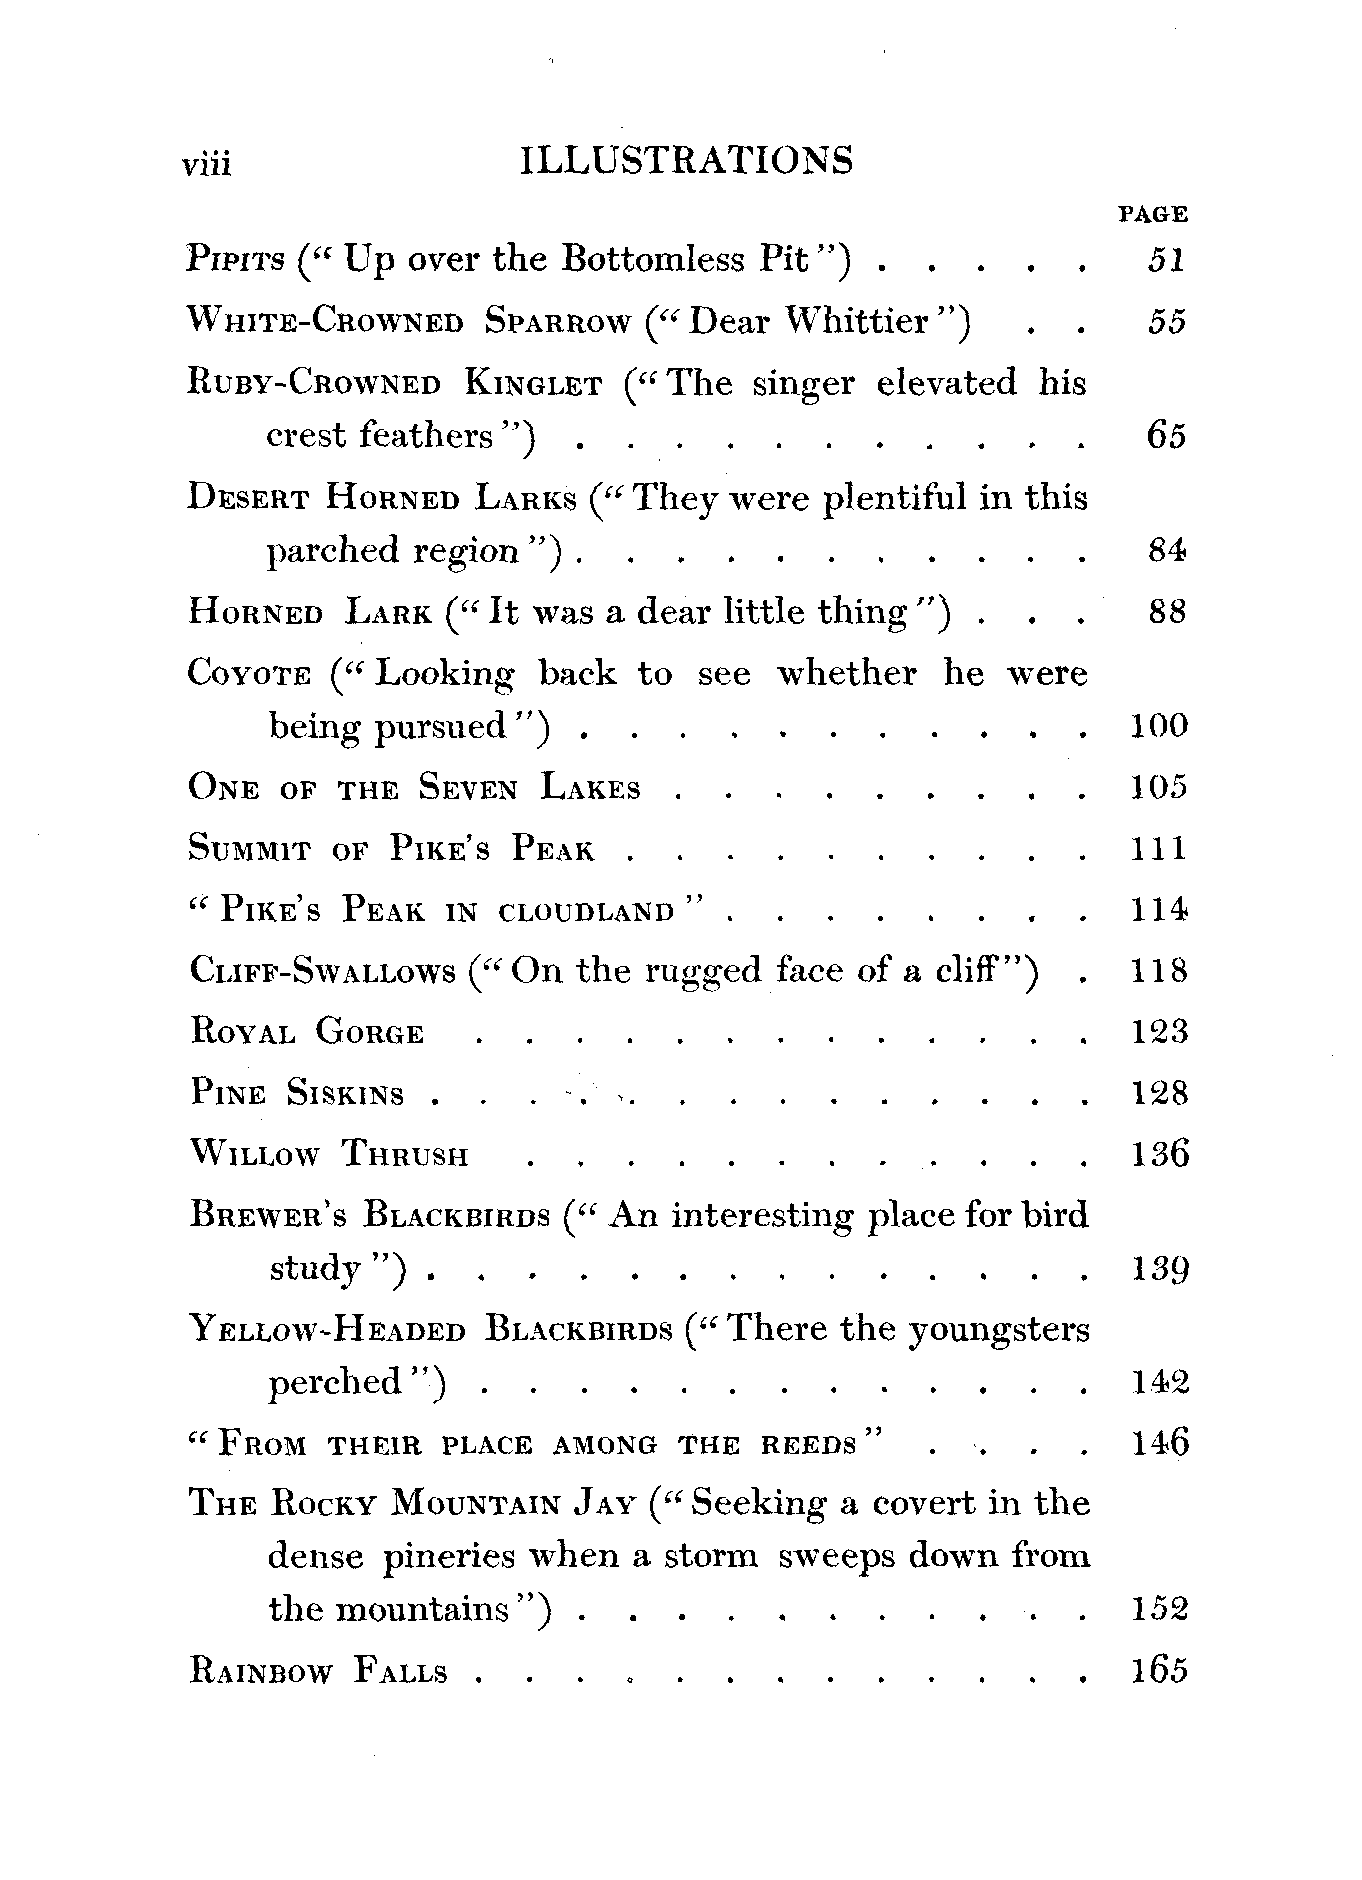 viii ILLUSTRATIONS
PAGE
PIPITS (“ Up over the Bottomless Pit ”) . . . . . 51
WHITE-CROWNED SPARROW (“ Dear Whittier ”) . . 55
RUBY-CROWNED KINGLET (“ The singer elevated his
crest feathers ”) . . . . . . . . . . . 65
DESERT HORNED LARKS (“ They were plentiful in this
parched region ”) . . . . . . . . . . . 84
HORNED LARK (“ It was a dear little thing ”) . . . 88
COYOTE (“ Looking back to see whether he were
being pursued ”) . . . . . . . . . . . 100
ONE OF THE SEVEN LAKES . . . . . . . . . 105
SUMMIT OF PIKE’S PEAK . . . . . . . . . . 111
“ PIKE’S PEAK IN CLOUDLAND ” . . . . . . . . 114
CLIFF-SWALLOWS (“ On the rugged face of a cliff”) . 118
ROYAL GORGE . . . . . . . . . . . . . 123
PINE SISKINS . . . . . . . . . . . . . . 128
WILLOW THRUSH . . . . . . . . . . . . 136
BREWER’S BLACKBIRDS (“ An interesting place for bird
study ”) . . . . . . . . . . . . . . 139
YELLOW-HEADED BLACKBIRDS (“ There the youngsters
perched ”) . . . . . . . . . . . . . 142
“ FROM THEIR PLACE AMONG THE REEDS ” . . . . 146
THE ROCKY MOUNTAIN JAY (“ Seeking a covert in the
dense pineries when a storm sweeps down from
the mountains ”) . . . . . . . . . . . 152
RAINBOW FALLS . . . . . . . . . . . . . 165